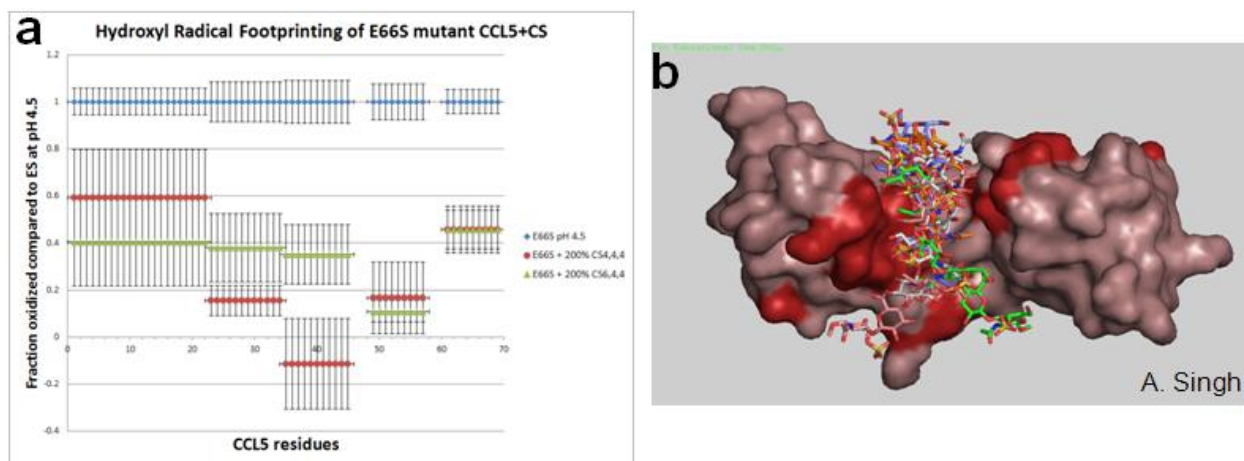 a
Hydroxyl Radical Footprinting of E66S mutant CCL5+CS
Fraction oxidized compared to ES at pH 4.5
1.2
1
0.8
0.6
0.4
0.2
0
-0.2
-0.4
0 10 20 30 40 50 60 70
CCL5 residues
E66S pH 4.5
E66S + 200% CS4,4,4
E66S + 200% CS6,4,4
b
A. Singh